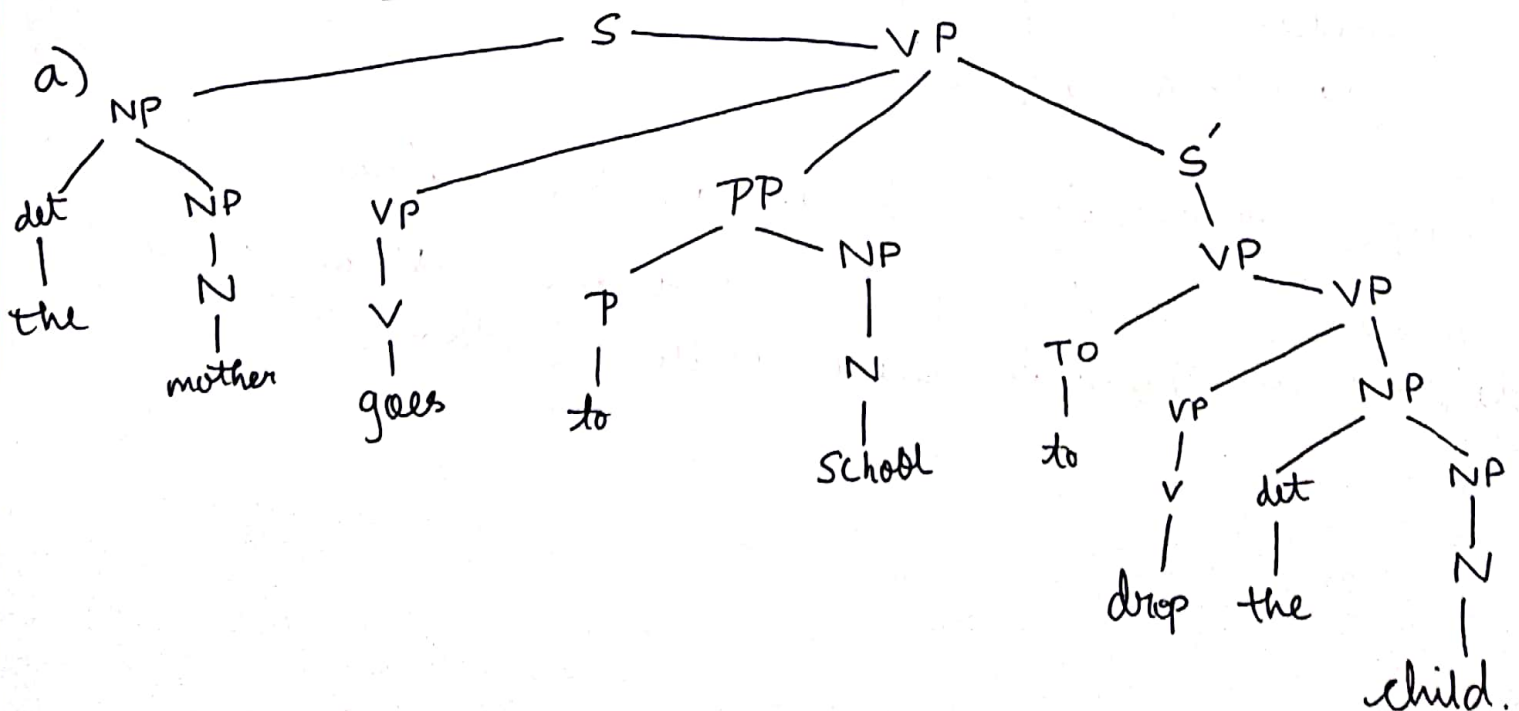 a) S VP
NP
S′
det NP VP PP
VP
the N V P NP TO VP
mother goes to N to VP NP
School V det NP
drop the N
child.